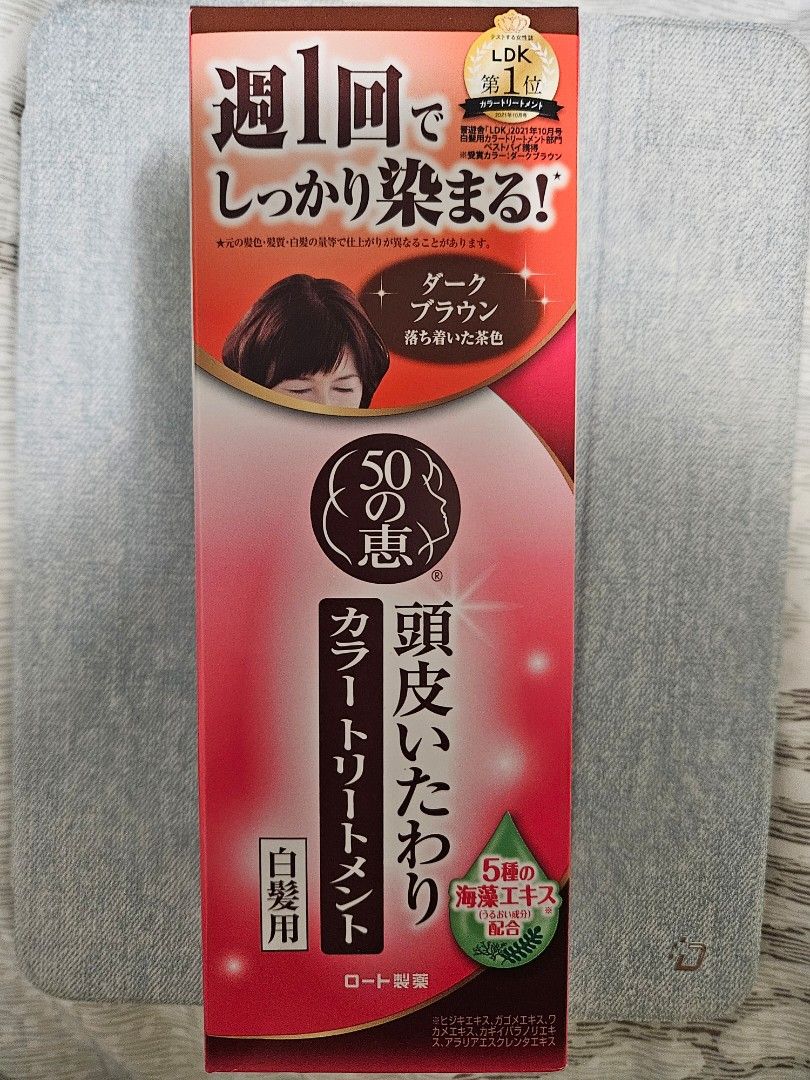 テストする女性誌
LDK
第1位
カラートリートメント
2021年10月号
晋遊舎「LDK」2021年10月号
白髪用カラートリートメント部門
ベストバイ獲得
※受賞カラー:ダークブラウン
週1回で
しっかり染まる!★
★元の髪色・髪質・白髪の量等で仕上がりが異なることがあります。
ダーク
ブラウン
落ち着いた茶色
50
の
恵
®
頭皮いたわり
カラートリートメント
白髪用
5種の
海藻エキス※
(うるおい成分)
配合
ロート製薬
※ヒジキエキス、ガゴメエキス、ワ
カメエキス、カギイバラノリエキ
ス、アラリアエスクレンタエキス